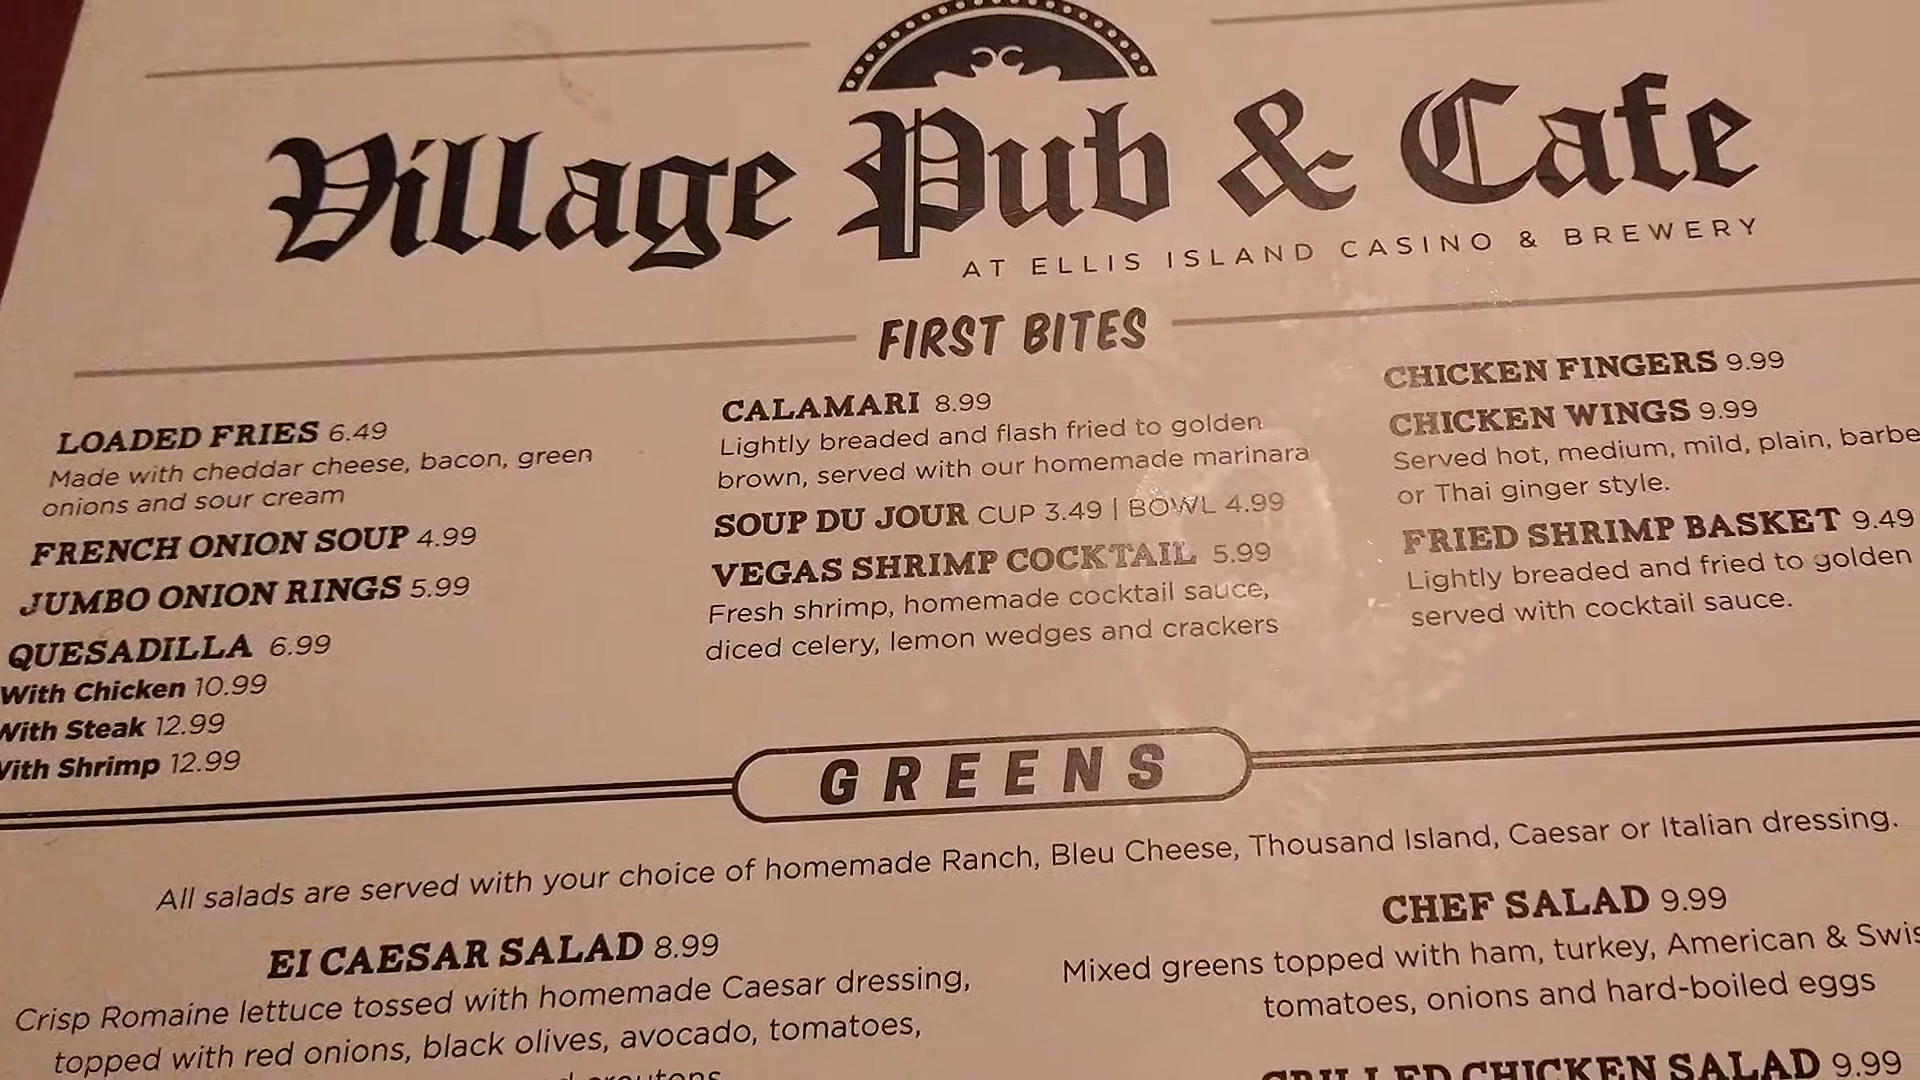 Village Pub & Cafe
AT ELLIS ISLAND CASINO & BREWERY
FIRST BITES
LOADED FRIES 6.49
Made with cheddar cheese, bacon, green
onions and sour cream
FRENCH ONION SOUP 4.99
JUMBO ONION RINGS 5.99
QUESADILLA 6.99
With Chicken 10.99
With Steak 12.99
With Shrimp 12.99
CALAMARI 8.99
Lightly breaded and flash fried to golden
brown, served with our homemade marinara
SOUP DU JOUR CUP 3.49 | BOWL 4.99
VEGAS SHRIMP COCKTAIL 5.99
Fresh shrimp, homemade cocktail sauce,
diced celery, lemon wedges and crackers
CHICKEN FINGERS 9.99
CHICKEN WINGS 9.99
Served hot, medium, mild, plain, barbe
or Thai ginger style.
FRIED SHRIMP BASKET 9.49
Lightly breaded and fried to golden
served with cocktail sauce.
GREENS
All salads are served with your choice of homemade Ranch, Bleu Cheese, Thousand Island, Caesar or Italian dressing.
EI CAESAR SALAD 8.99
Crisp Romaine lettuce tossed with homemade Caesar dressing,
topped with red onions, black olives, avocado, tomatoes,
CHEF SALAD 9.99
Mixed greens topped with ham, turkey, American & Swis
tomatoes, onions and hard-boiled eggs
GRILLED CHICKEN SALAD 9.99